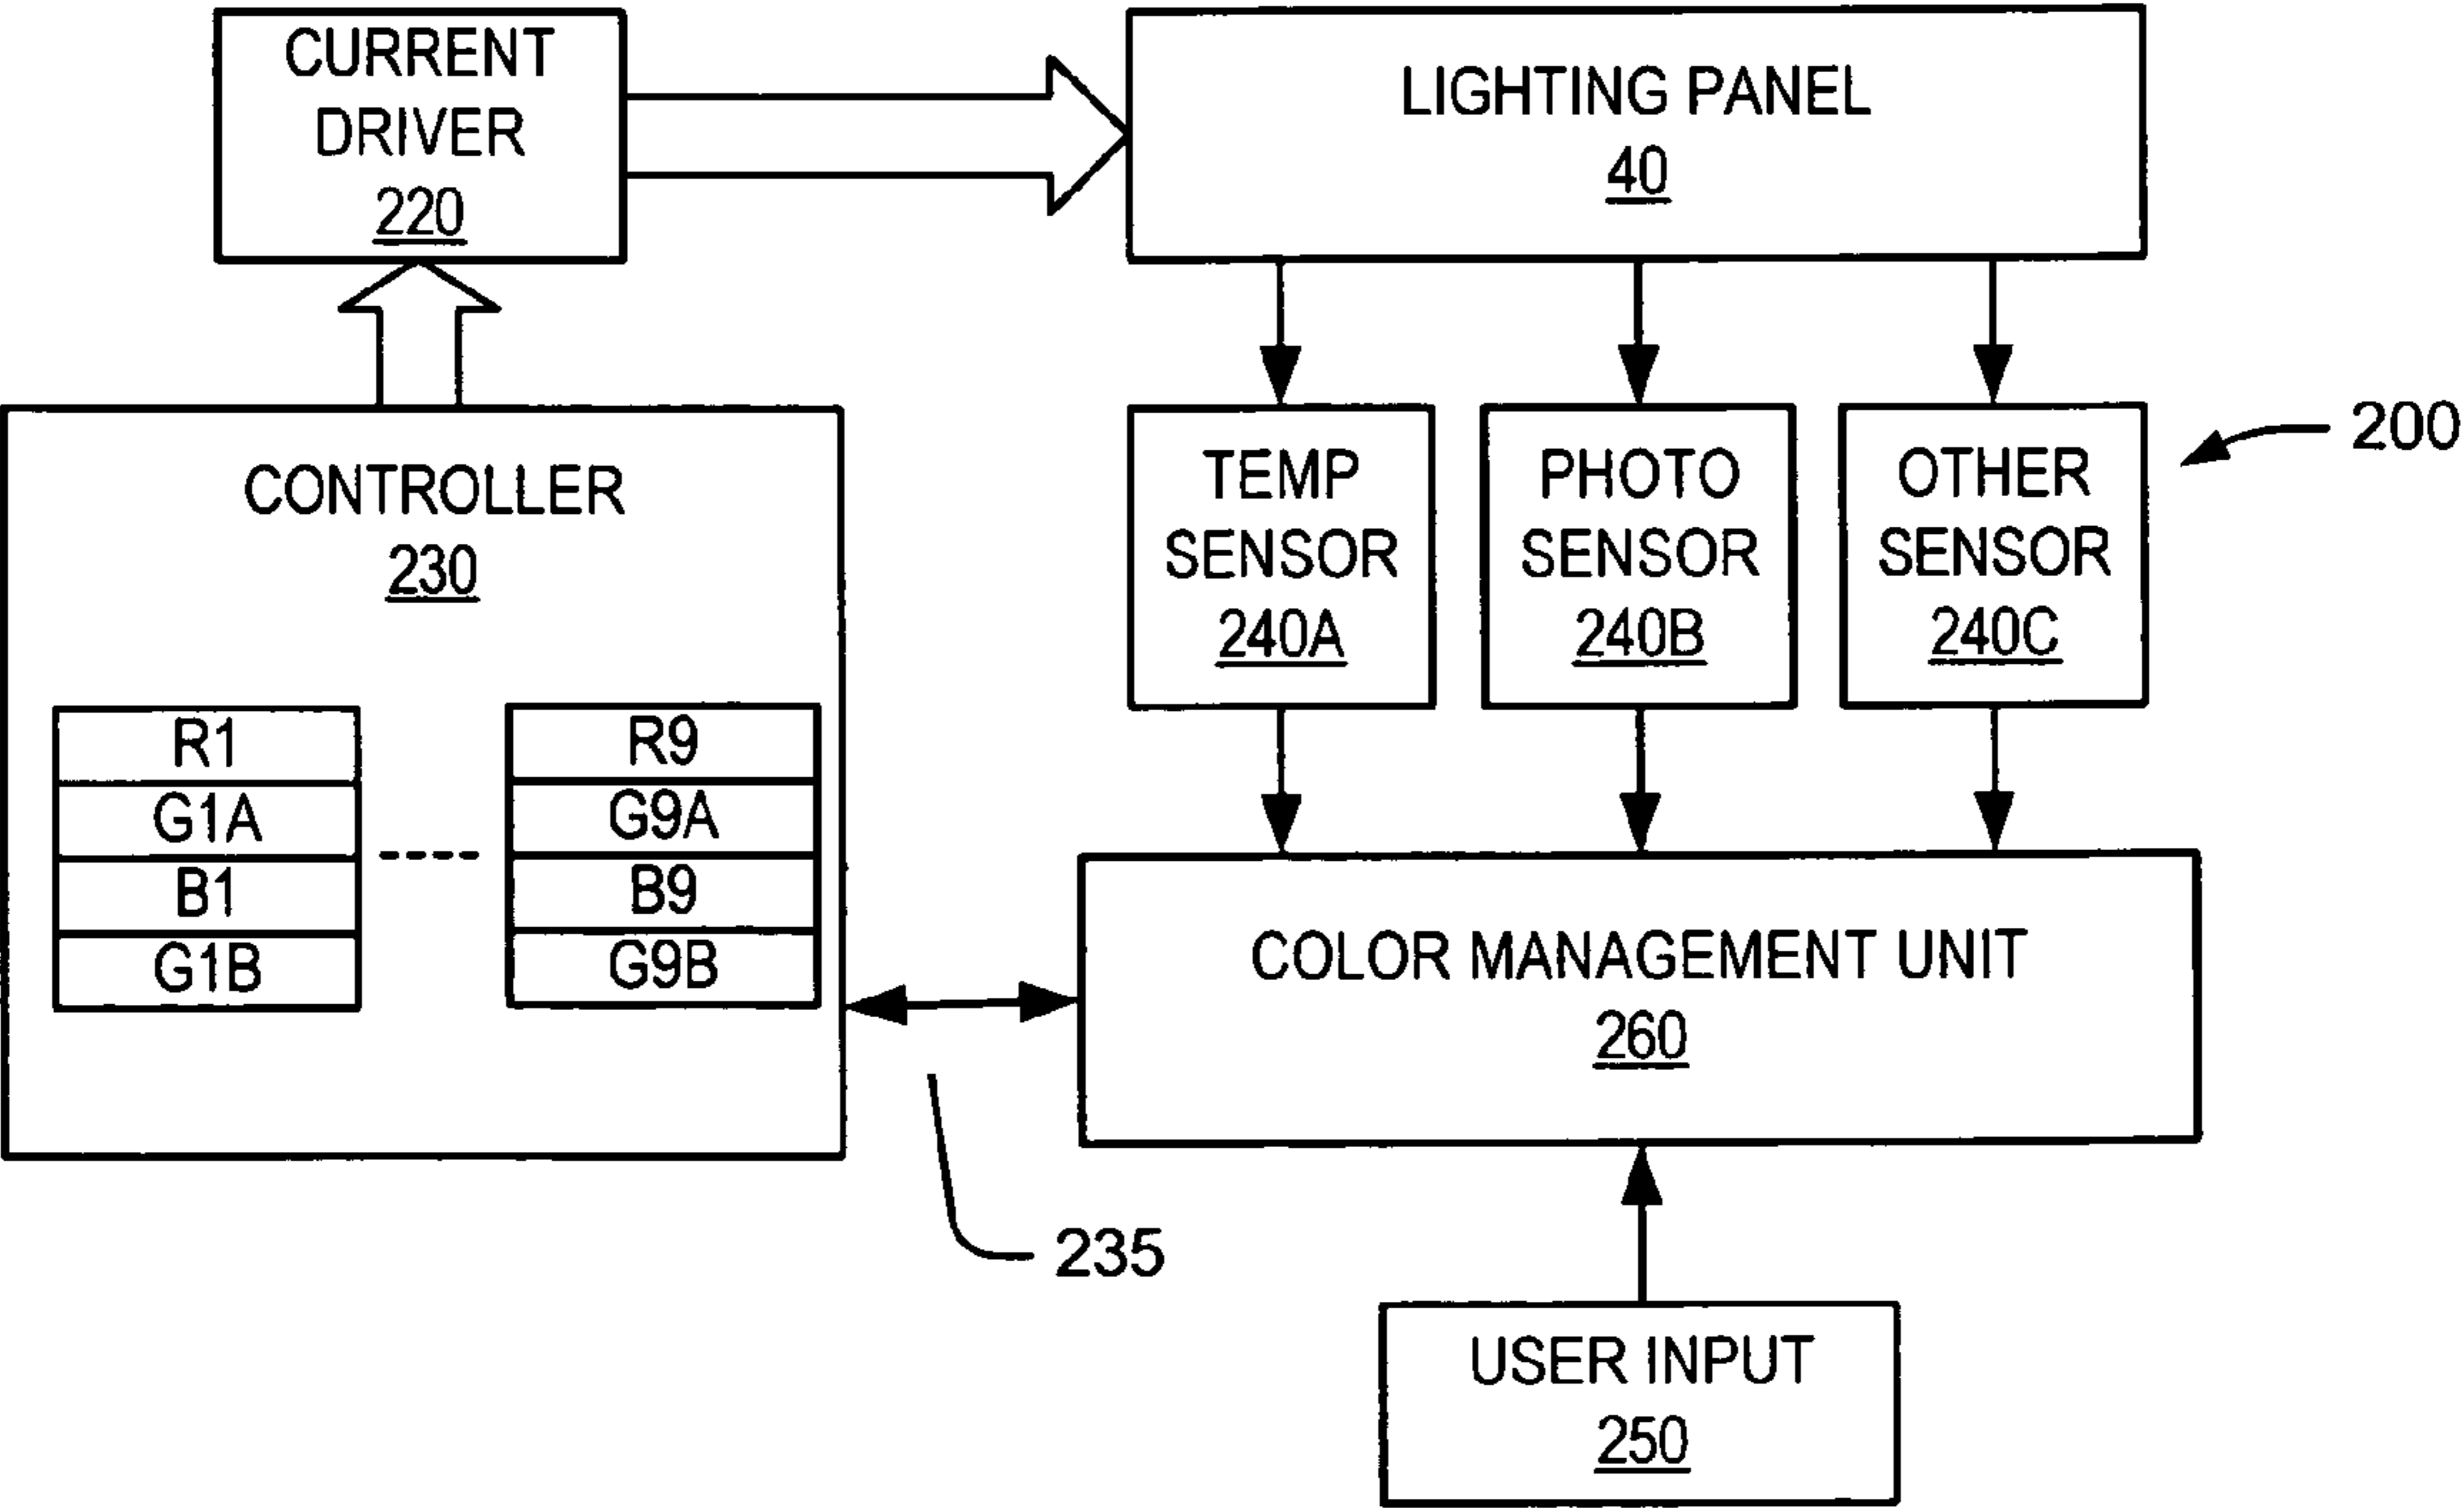 CURRENT
DRIVER
220
LIGHTING PANEL
40
CONTROLLER
230
R1
G1A
B1
G1B
R9
G9A
B9
G9B
TEMP
SENSOR
240A
PHOTO
SENSOR
240B
OTHER
SENSOR
240C
200
COLOR MANAGEMENT UNIT
260
235
USER INPUT
250